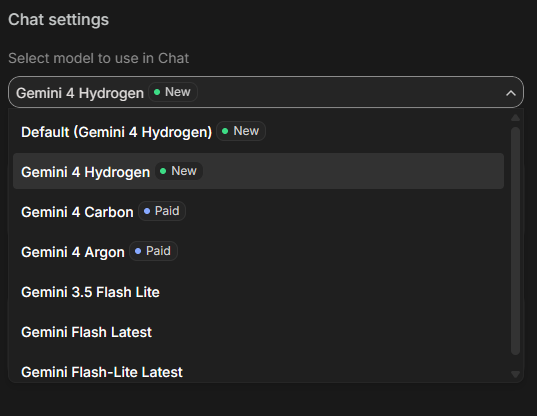 Chat settings
Select model to use in Chat
Gemini 4 Hydrogen New
Default (Gemini 4 Hydrogen) New
Gemini 4 Hydrogen New
Gemini 4 Carbon Paid
Gemini 4 Argon Paid
Gemini 3.5 Flash Lite
Gemini Flash Latest
Gemini Flash-Lite Latest